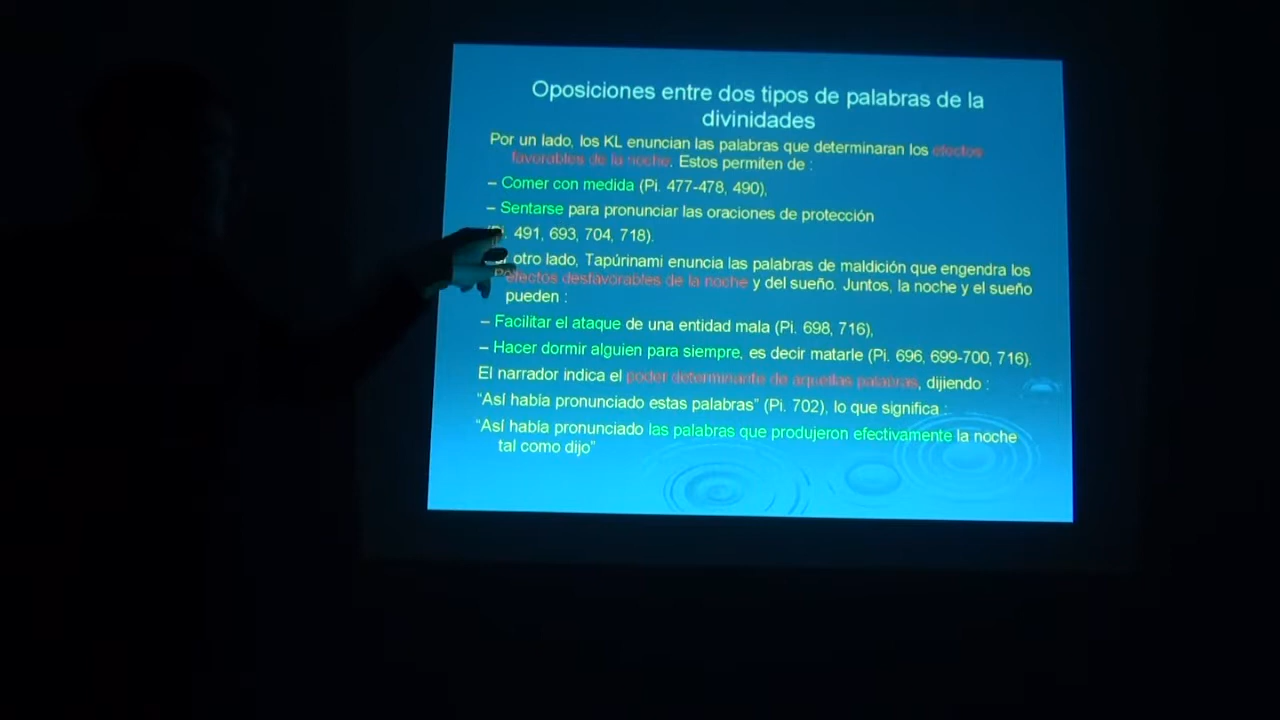 Oposiciones entre dos tipos de palabras de la
divinidades
Por un lado, los KL enuncian las palabras que determinaran los efectos
favorables de la noche. Estos permiten de :
– Comer con medida (Pi. 477-478, 490),
– Sentarse para pronunciar las oraciones de protección
(Pi. 491, 693, 704, 718).
otro lado, Tapúrinami enuncia las palabras de maldición que engendra los
efectos desfavorables de la noche y del sueño. Juntos, la noche y el sueño
pueden :
– Facilitar el ataque de una entidad mala (Pi. 698, 716),
– Hacer dormir alguien para siempre, es decir matarle (Pi. 696, 699-700, 716).
El narrador indica el poder determinante de aquellas palabras, dijiendo :
“Así había pronunciado estas palabras” (Pi. 702), lo que significa :
“Así había pronunciado las palabras que produjeron efectivamente la noche
tal como dijo”